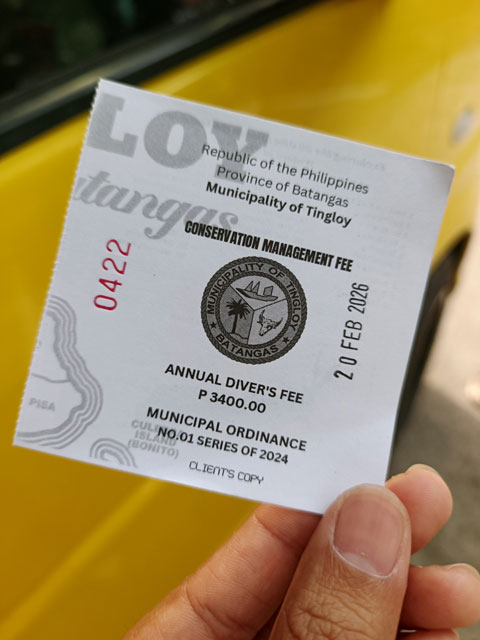 LOY
atangas
Republic of the Philippines
Province of Batangas
Municipality of Tingloy
CONSERVATION MANAGEMENT FEE
0422
MUNICIPALITY OF TINGLOY
BATANGAS
20 FEB 2026
ANNUAL DIVER'S FEE
P 3400.00
MUNICIPAL ORDINANCE
NO.01 SERIES OF 2024
CLIENT'S COPY
PISA
ISLAND
(BONITO)